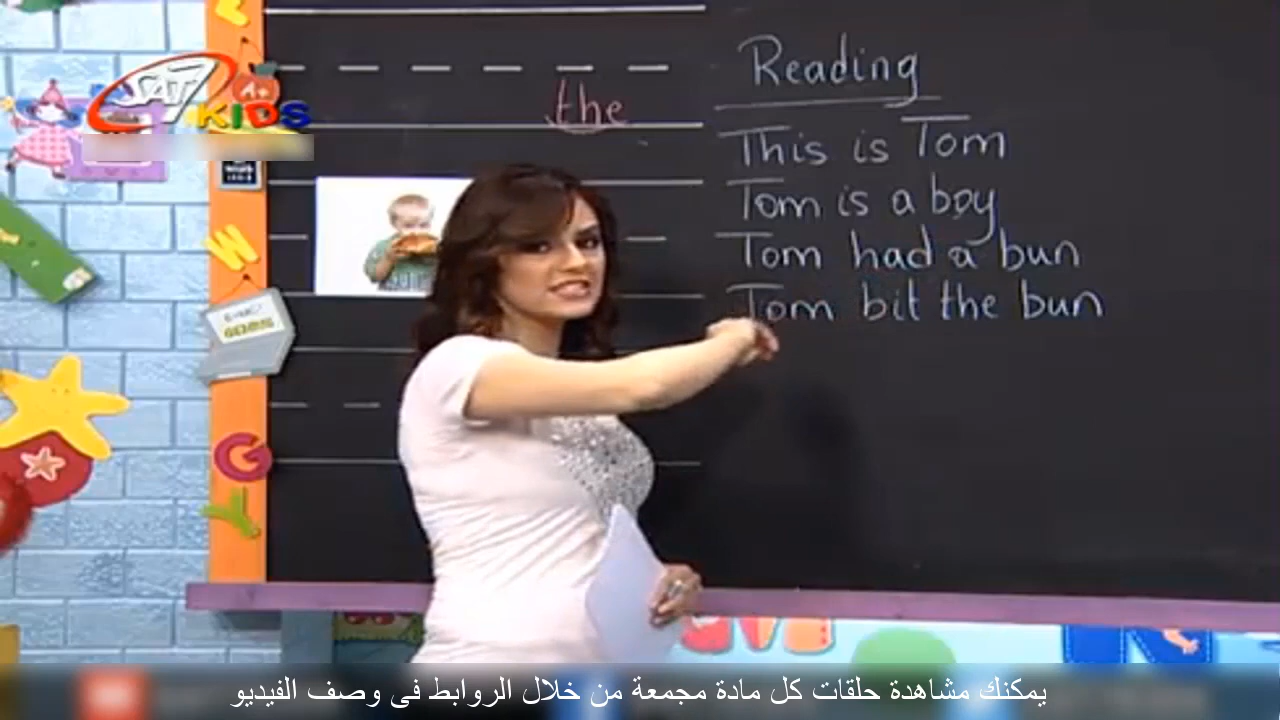 SAT7
KIDS
A+
the
Reading
This is Tom
Tom is a boy
Tom had a bun
Tom bit the bun
W
G
Y
يمكنك مشاهدة حلقات كل مادة مجمعة من خلال الروابط فى وصف الفيديو